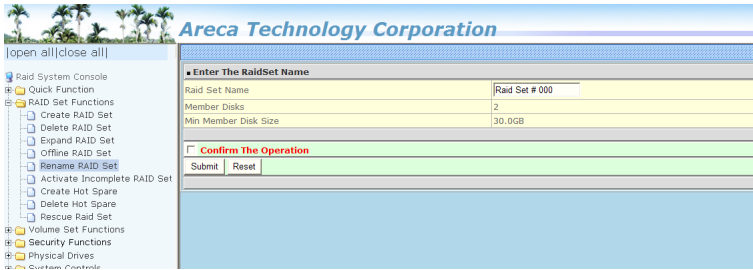 Areca Technology Corporation
|open all|close all|
Raid System Console
Quick Function
RAID Set Functions
Create RAID Set
Delete RAID Set
Expand RAID Set
Offline RAID Set
Rename RAID Set
Activate Incomplete RAID Set
Create Hot Spare
Delete Hot Spare
Rescue Raid Set
Volume Set Functions
Security Functions
Physical Drives
System Controls
Enter The RaidSet Name
Raid Set Name Raid Set # 000
Member Disks 2
Min Member Disk Size 30.0GB
Confirm The Operation
Submit Reset